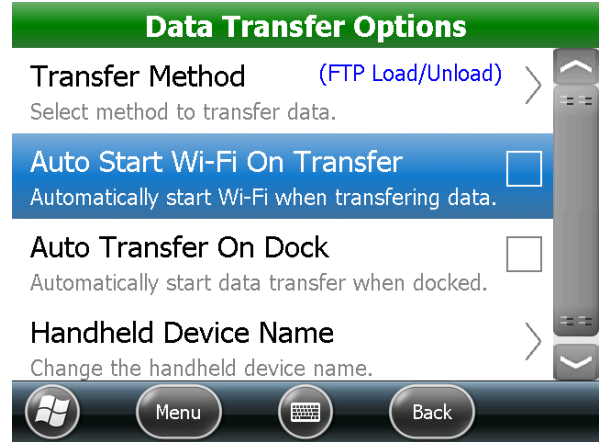 Data Transfer Options
Transfer Method (FTP Load/Unload)
Select method to transfer data.
Auto Start Wi-Fi On Transfer
Automatically start Wi-Fi when transfering data.
Auto Transfer On Dock
Automatically start data transfer when docked.
Handheld Device Name
Change the handheld device name.
Menu Back